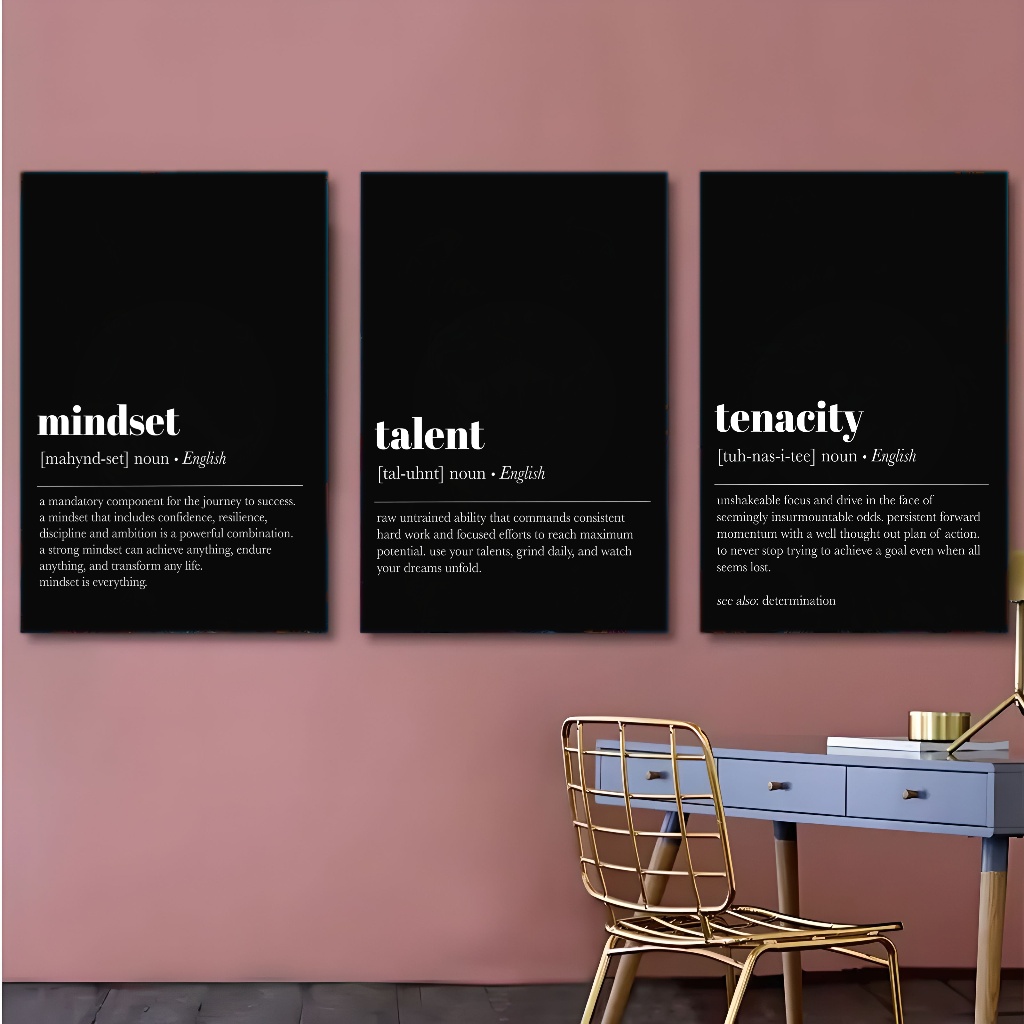 mindset
[mahynd-set] noun • English
a mandatory component for the journey to success.
a mindset that includes confidence, resilience,
discipline and ambition is a powerful combination.
a strong mindset can achieve anything, endure
anything, and transform any life.
mindset is everything.
talent
[tal-uhnt] noun • English
raw untrained ability that commands consistent
hard work and focused efforts to reach maximum
potential. use your talents, grind daily, and watch
your dreams unfold.
tenacity
[tuh-nas-i-tee] noun • English
unshakeable focus and drive in the face of
seemingly insurmountable odds. persistent forward
momentum with a well thought out plan of action.
to never stop trying to achieve a goal even when all
seems lost.
see also: determination